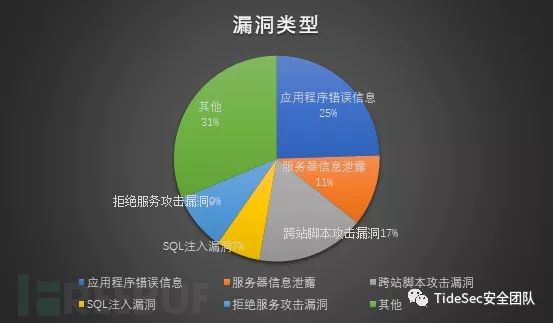 漏洞类型
应用程序错误信息
25%
服务器信息泄露
11%
跨站脚本攻击漏洞17%
SQL注入漏洞7%
拒绝服务攻击漏洞9%
其他
31%
应用程序错误信息
服务器信息泄露
跨站脚本攻击漏洞
SQL注入漏洞
拒绝服务攻击漏洞
其他
TideSec安全团队
FREEBUF